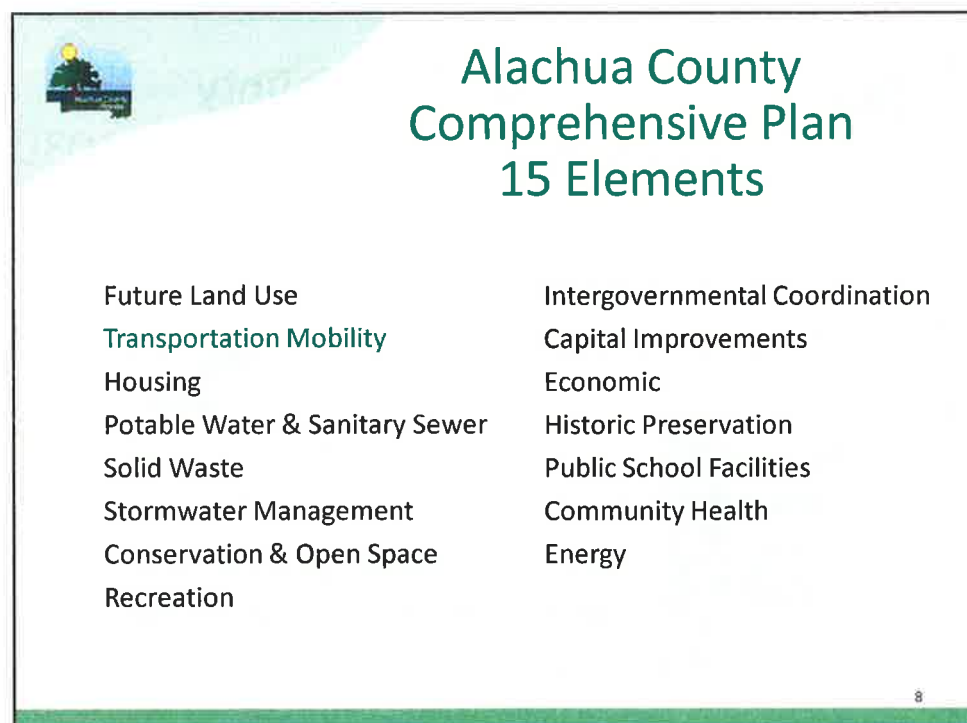 Alachua County
Comprehensive Plan
15 Elements
Future Land Use
Transportation Mobility
Housing
Potable Water & Sanitary Sewer
Solid Waste
Stormwater Management
Conservation & Open Space
Recreation
Intergovernmental Coordination
Capital Improvements
Economic
Historic Preservation
Public School Facilities
Community Health
Energy
8